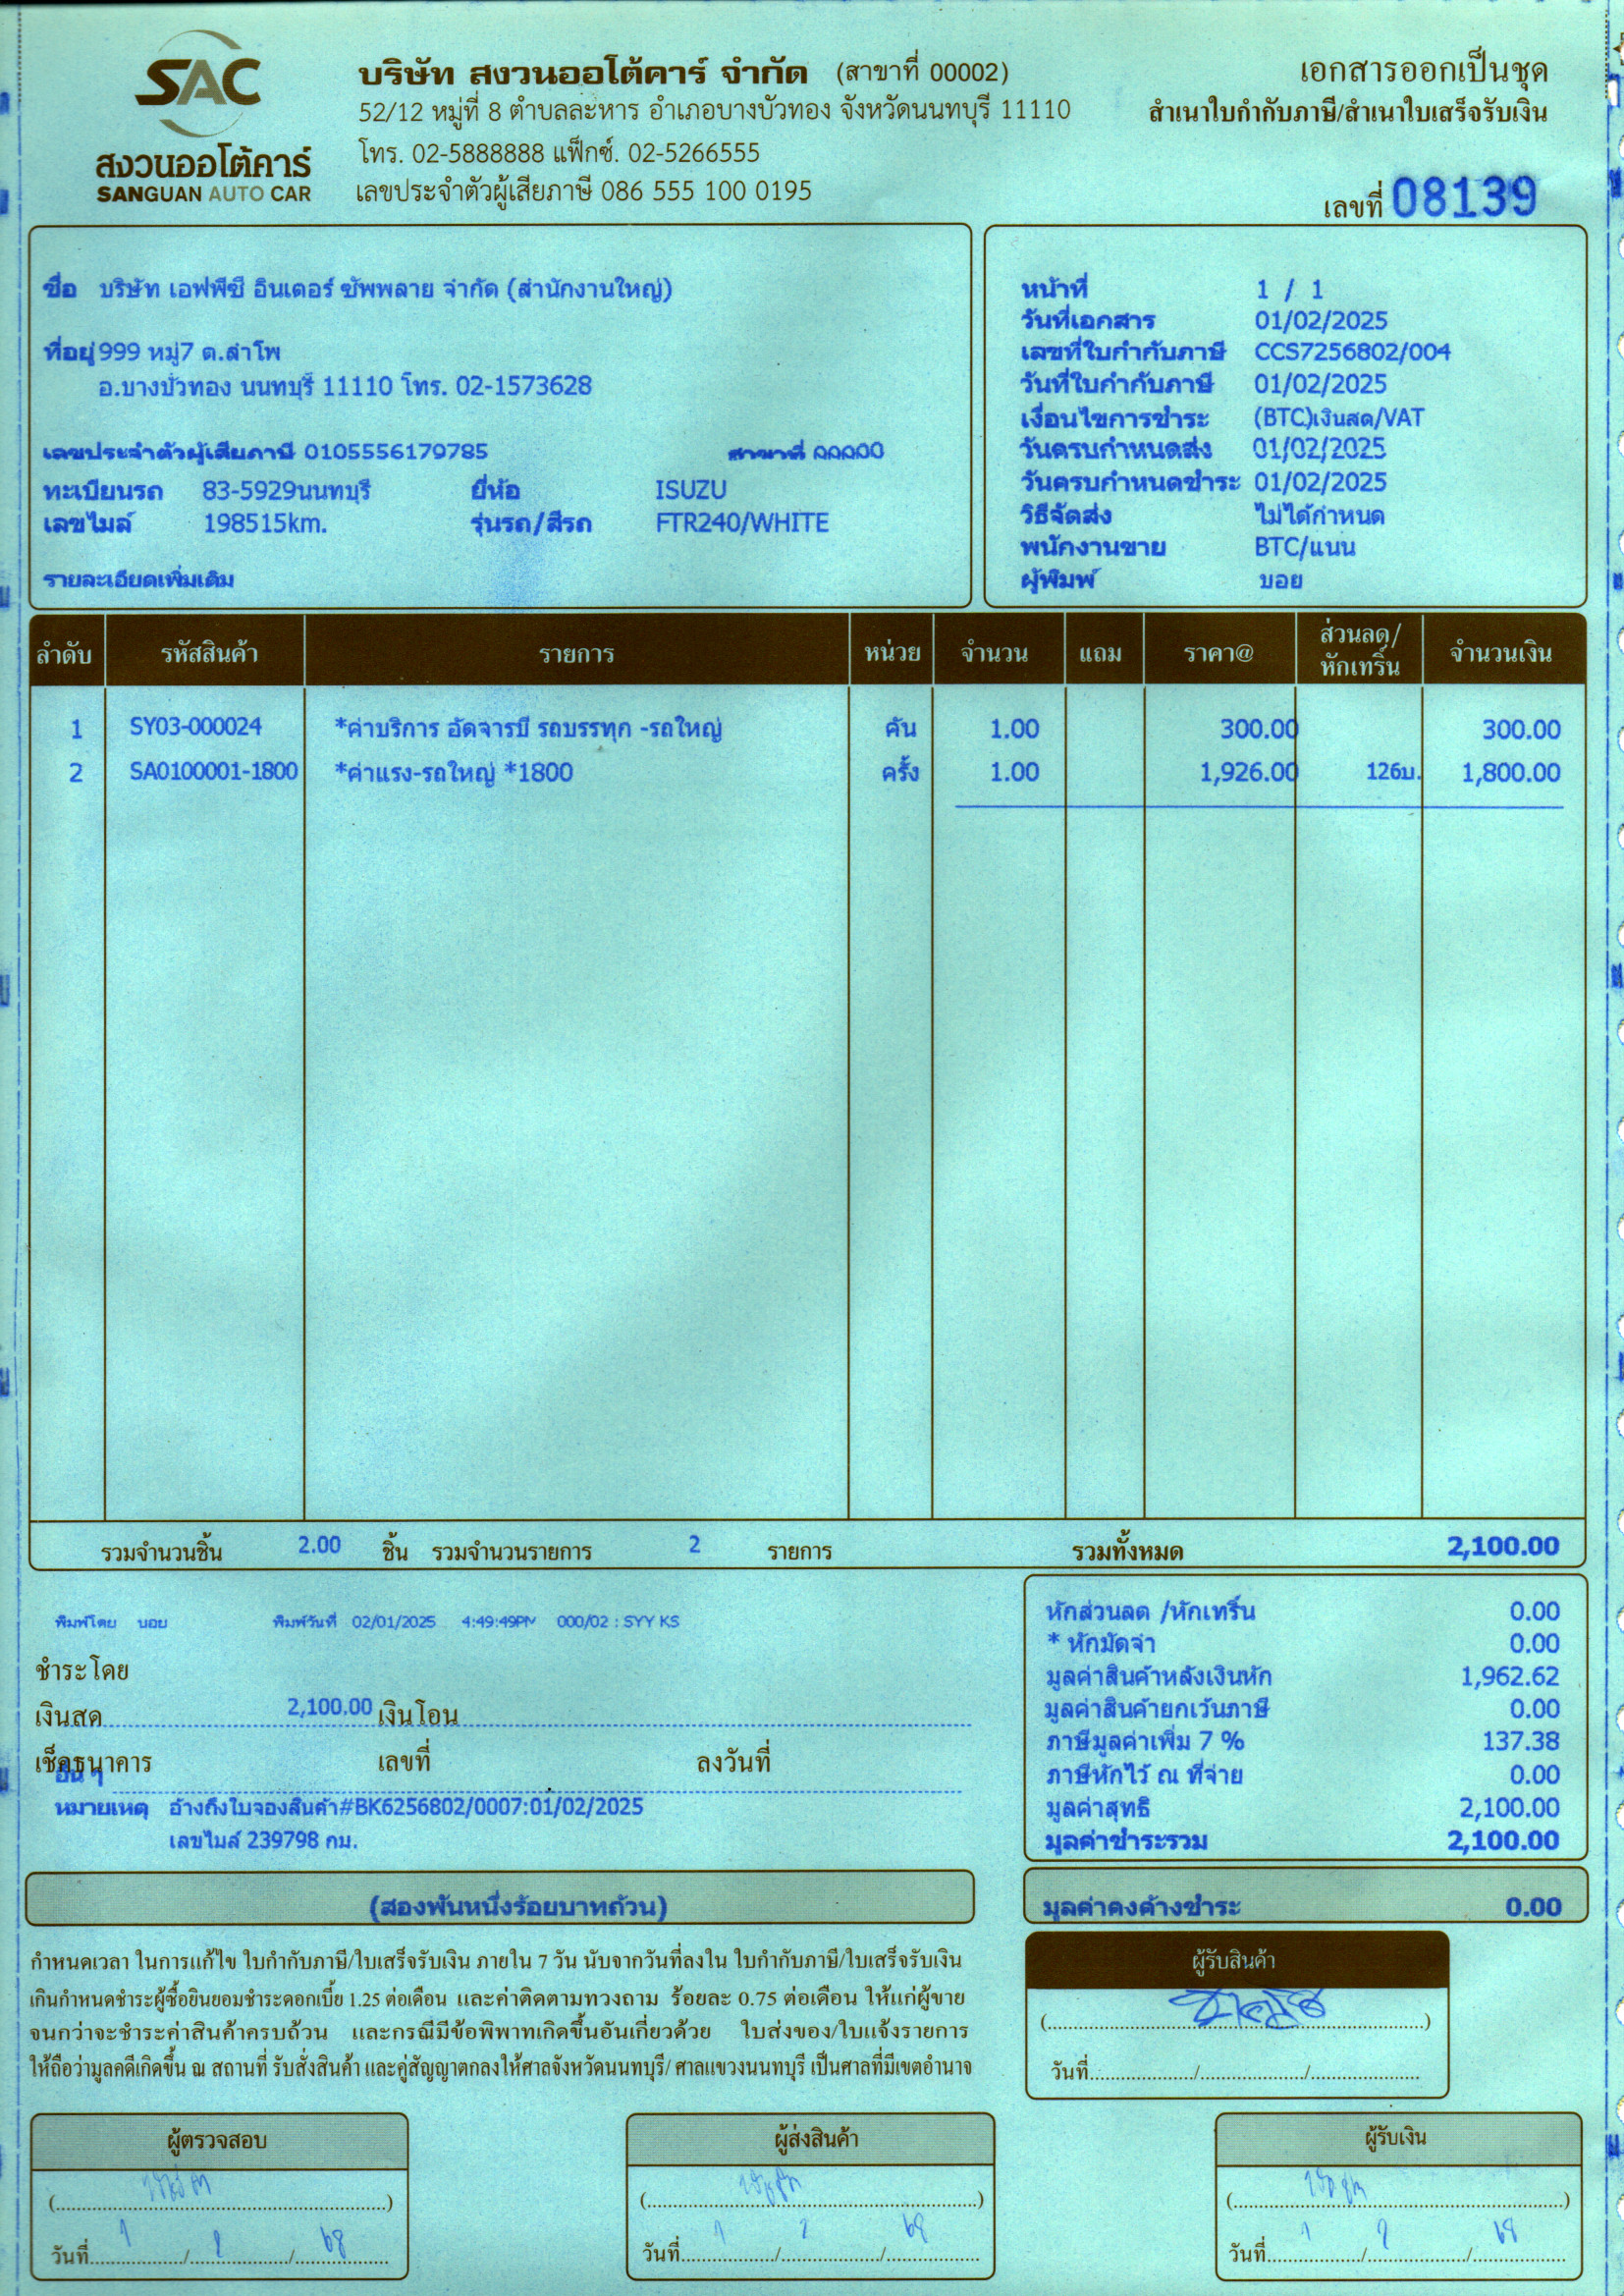 SAC
สงวนออโต้คาร์
SANGUAN AUTO CAR
บริษัท สงวนออโต้คาร์ จำกัด (สาขาที่ 00002)
52/12 หมู่ที่ 8 ตำบลละหาร อำเภอบางบัวทอง จังหวัดนนทบุรี 11110
โทร. 02-5888888 แฟ็กซ์. 02-5266555
เลขประจำตัวผู้เสียภาษี 086 555 100 0195
เอกสารออกเป็นชุด
สำเนาใบกำกับภาษี/สำเนาใบเสร็จรับเงิน
เลขที่ 08139
ชื่อ บริษัท เอฟพีซี อินเตอร์ ซัพพลาย จำกัด (สำนักงานใหญ่)
ที่อยู่ 999 หมู่7 ต.ลำโพ
อ.บางบัวทอง นนทบุรี 11110 โทร. 02-1573628
เลขประจำตัวผู้เสียภาษี 0105556179785 สาขาที่ 00000
ทะเบียนรถ 83-5929นนทบุรี ยี่ห้อ ISUZU
เลขไมล์ 198515km. รุ่นรถ/สีรถ FTR240/WHITE
รายละเอียดเพิ่มเติม
หน้าที่ 1 / 1
วันที่เอกสาร 01/02/2025
เลขที่ใบกำกับภาษี CCS7256802/004
วันที่ใบกำกับภาษี 01/02/2025
เงื่อนไขการชำระ (BTC)เงินสด/VAT
วันครบกำหนดส่ง 01/02/2025
วันครบกำหนดชำระ 01/02/2025
วิธีจัดส่ง ไม่ได้กำหนด
พนักงานขาย BTC/แนน
ผู้พิมพ์ บอย
ลำดับ รหัสสินค้า รายการ หน่วย จำนวน แถม ราคา@ ส่วนลด/หักเทริ์น จำนวนเงิน
1 SY03-000024 *ค่าบริการ อัดจารบี รถบรรทุก -รถใหญ่ คัน 1.00 300.00 300.00
2 SA0100001-1800 *ค่าแรง-รถใหญ่ *1800 ครั้ง 1.00 1,926.00 126บ. 1,800.00
รวมจำนวนชิ้น 2.00 ชิ้น รวมจำนวนรายการ 2 รายการ รวมทั้งหมด 2,100.00
พิมพ์โดย บอย พิมพ์วันที่ 02/01/2025 4:49:49PM 000/02 : SYY KS
ชำระโดย
เงินสด 2,100.00 เงินโอน
เช็คธนาคาร เลขที่ ลงวันที่
อื่น ๆ
หมายเหตุ อ้างถึงใบจองสินค้า#BK6256802/0007:01/02/2025
เลขไมล์ 239798 กม.
หักส่วนลด /หักเทริ์น 0.00
* หักมัดจำ 0.00
มูลค่าสินค้าหลังเงินหัก 1,962.62
มูลค่าสินค้ายกเว้นภาษี 0.00
ภาษีมูลค่าเพิ่ม 7 % 137.38
ภาษีหักไว้ ณ ที่จ่าย 0.00
มูลค่าสุทธิ 2,100.00
มูลค่าชำระรวม 2,100.00
(สองพันหนึ่งร้อยบาทถ้วน)
มูลค่าคงค้างชำระ 0.00
กำหนดเวลา ในการแก้ไข ใบกำกับภาษี/ใบเสร็จรับเงิน ภายใน 7 วัน นับจากวันที่ลงใน ใบกำกับภาษี/ใบเสร็จรับเงิน
เกินกำหนดชำระผู้ซื้อยินยอมชำระดอกเบี้ย 1.25 ต่อเดือน และค่าติดตามทวงถาม ร้อยละ 0.75 ต่อเดือน ให้แก่ผู้ขาย
จนกว่าจะชำระค่าสินค้าครบถ้วน และกรณีมีข้อพิพาทเกิดขึ้นอันเกี่ยวด้วย ใบส่งของ/ใบแจ้งรายการ
ให้ถือว่ามูลคดีเกิดขึ้น ณ สถานที่ รับสั่งสินค้า และคู่สัญญาตกลงให้ศาลจังหวัดนนทบุรี/ ศาลแขวงนนทบุรี เป็นศาลที่มีเขตอำนาจ
ผู้รับสินค้า
วันที่
ผู้ตรวจสอบ
วันที่ 1 / 2 / 68
ผู้ส่งสินค้า
วันที่ 1 / 2 / 68
ผู้รับเงิน
วันที่ 1 / 2 / 68